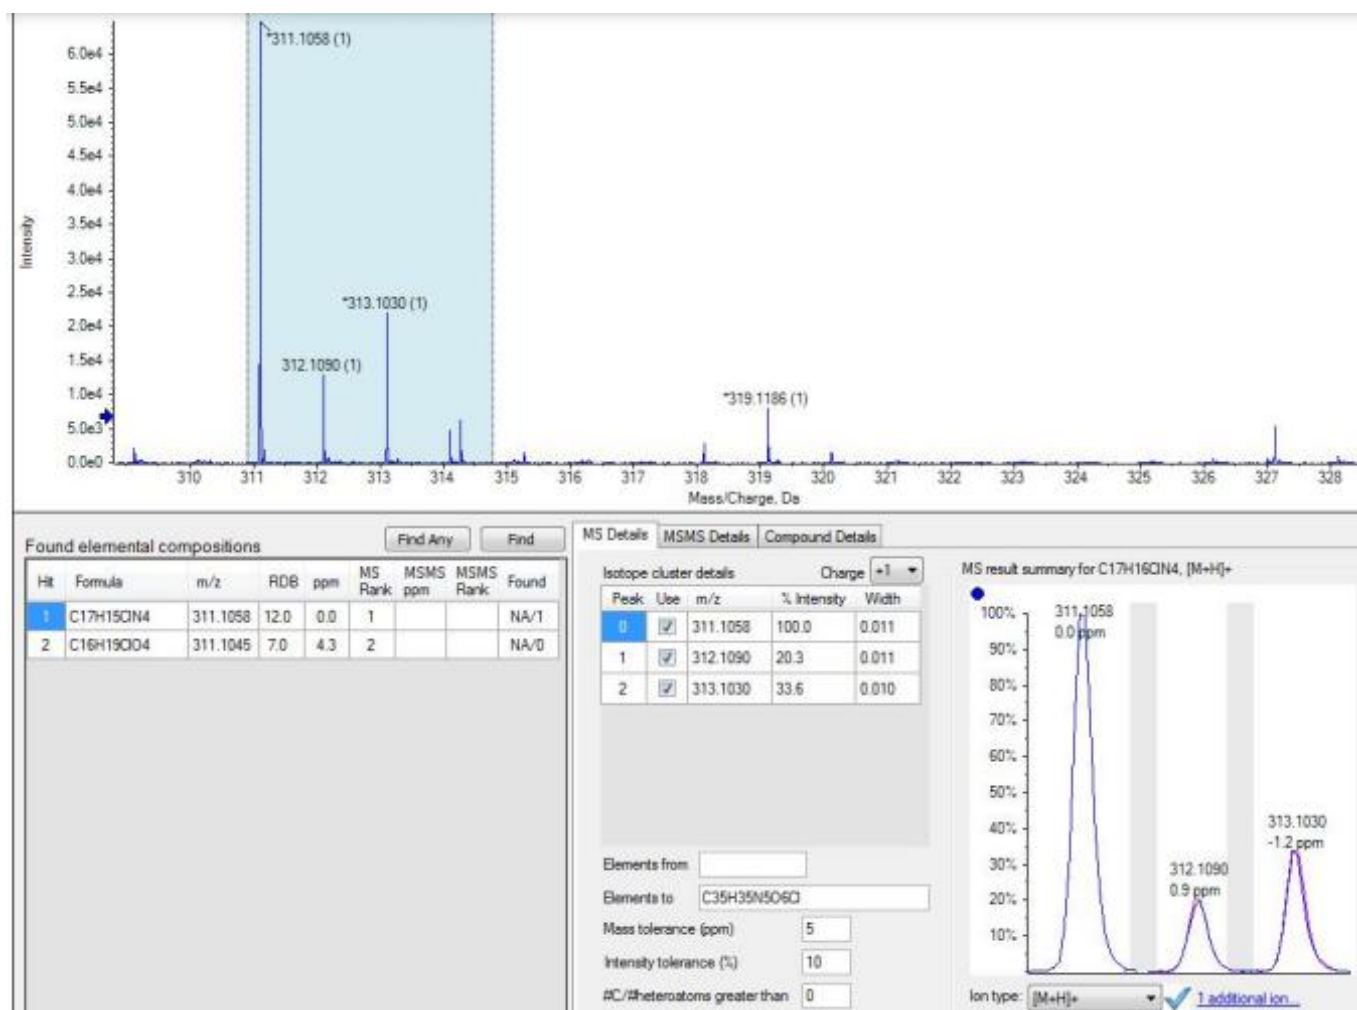 6.0e4
5.5e4
5.0e4
4.5e4
4.0e4
3.5e4
3.0e4
2.5e4
2.0e4
1.5e4
1.0e4
5.0e3
0.0e0
Intensity
*311.1058 (1)
*313.1030 (1)
312.1090 (1)
*319.1186 (1)
310 311 312 313 314 315 316 317 318 319 320 321 322 323 324 325 326 327 328
Mass/Charge, Da
Found elemental compositions
Find Any Find
Hit Formula m/z RDB ppm MS Rank MSMS ppm MSMS Rank Found
1 C17H15ClN4 311.1058 12.0 0.0 1 NA/1
2 C16H19ClO4 311.1045 7.0 4.3 2 NA/0
MS Details MSMS Details Compound Details
Isotope cluster details Charge +1
Peak Use m/z % Intensity Width
0 311.1058 100.0 0.011
1 312.1090 20.3 0.011
2 313.1030 33.6 0.010
Elements from
Elements to C35H35N5O6Cl
Mass tolerance (ppm) 5
Intensity tolerance (%) 10
#C/#heteroatoms greater than 0
MS result summary for C17H16ClN4, [M+H]+
100%
90%
80%
70%
60%
50%
40%
30%
20%
10%
311.1058
0.0 ppm
312.1090
0.9 ppm
313.1030
-1.2 ppm
Ion type: [M+H]+ 1 additional ion...